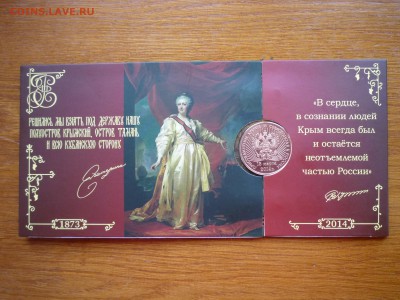 COINS.LAVE.RU
РЕШИЛИСЬ МЫ ВЗЯТЬ ПОД ДЕРЖАВУ НАШУ
ПОЛУОСТРОВ КРЫМСКИЙ, ОСТРОВ ТАМАНЬ
И ВСЮ КУБАНСКУЮ СТОРОНУ
1873
«В сердце,
в сознании людей
Крым всегда был
и остаётся
неотъемлемой
частью России»
2014